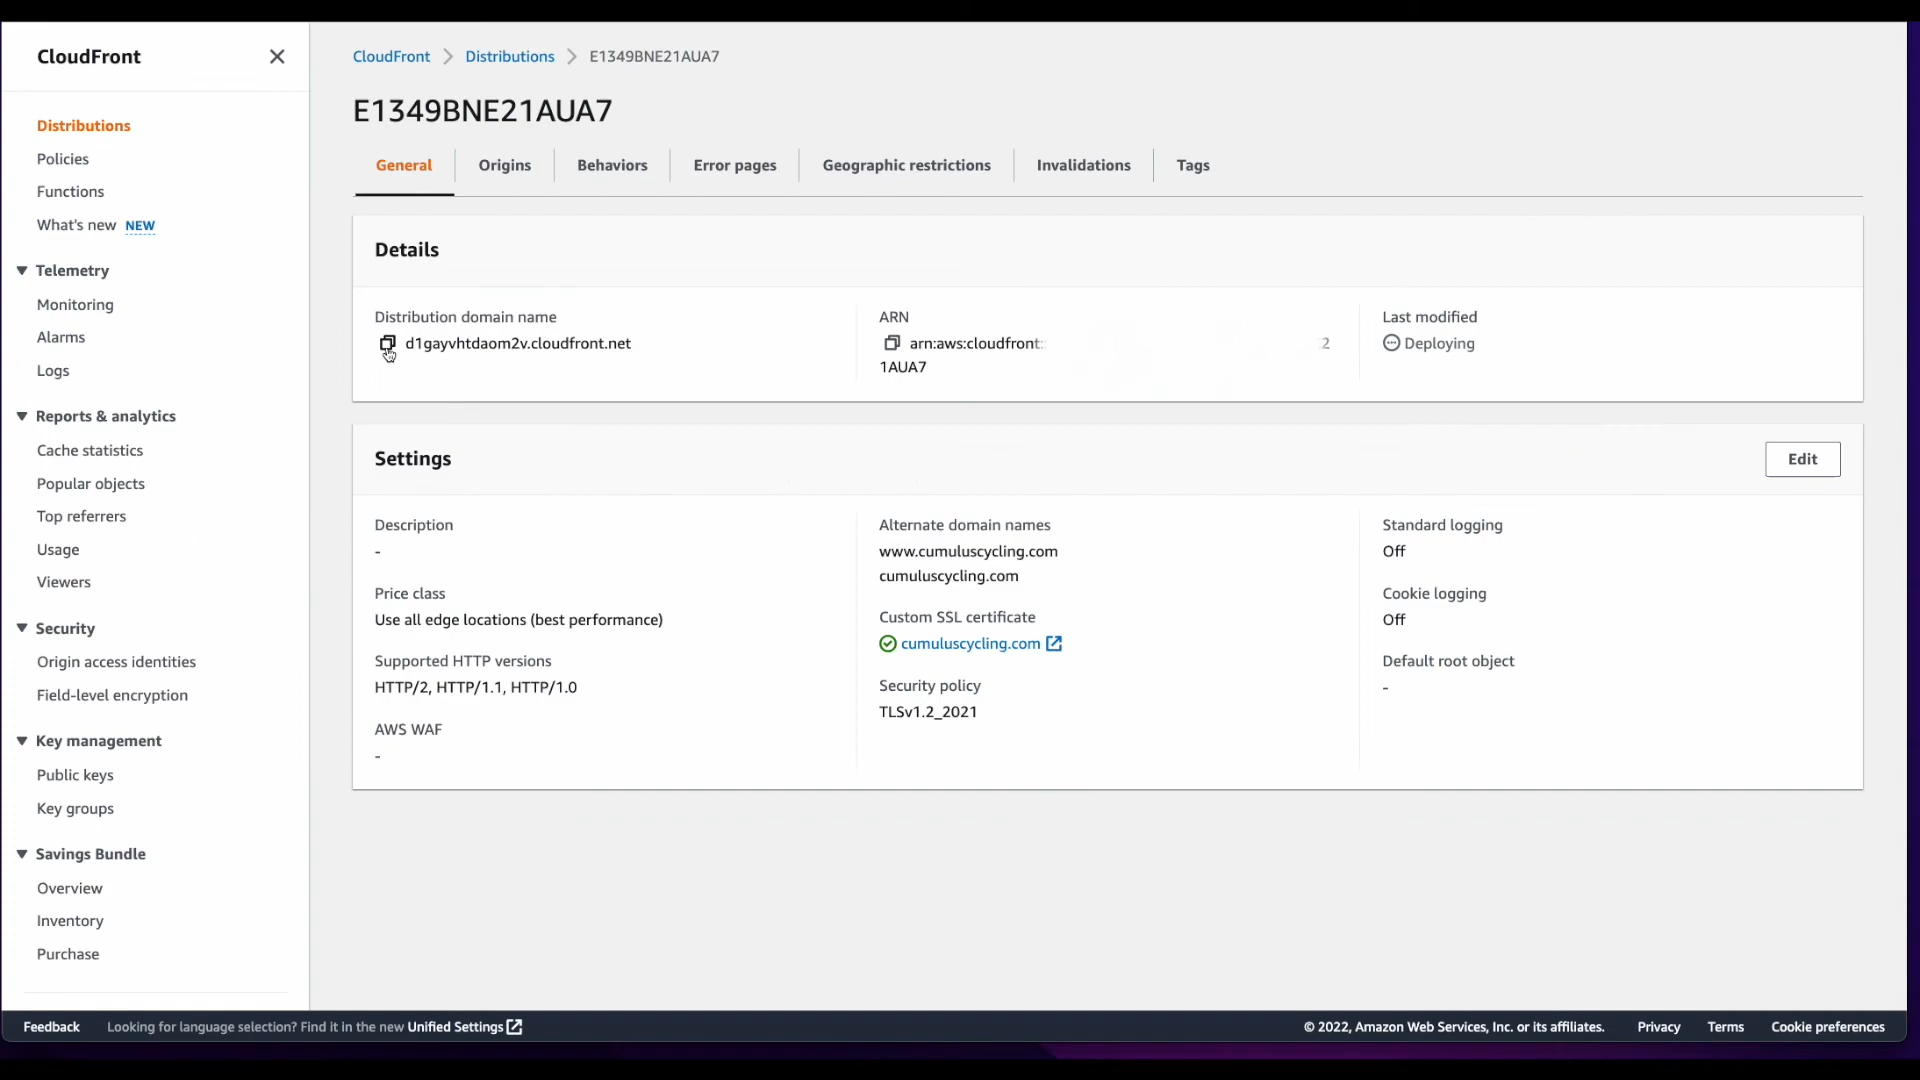 CloudFront
Distributions
Policies
Functions
What's new NEW
Telemetry
Monitoring
Alarms
Logs
Reports & analytics
Cache statistics
Popular objects
Top referrers
Usage
Viewers
Security
Origin access identities
Field-level encryption
Key management
Public keys
Key groups
Savings Bundle
Overview
Inventory
Purchase
CloudFront Distributions E1349BNE21AUA7
E1349BNE21AUA7
General Origins Behaviors Error pages Geographic restrictions Invalidations Tags
Details
Distribution domain name
d1gayvhtdaom2v.cloudfront.net
ARN
arn:aws:cloudfront: 2
1AUA7
Last modified
Deploying
Settings
Edit
Description
-
Price class
Use all edge locations (best performance)
Supported HTTP versions
HTTP/2, HTTP/1.1, HTTP/1.0
AWS WAF
-
Alternate domain names
www.cumuluscycling.com
cumuluscycling.com
Custom SSL certificate
cumuluscycling.com
Security policy
TLSv1.2_2021
Standard logging
Off
Cookie logging
Off
Default root object
-
Feedback Looking for language selection? Find it in the new Unified Settings © 2022, Amazon Web Services, Inc. or its affiliates. Privacy Terms Cookie preferences